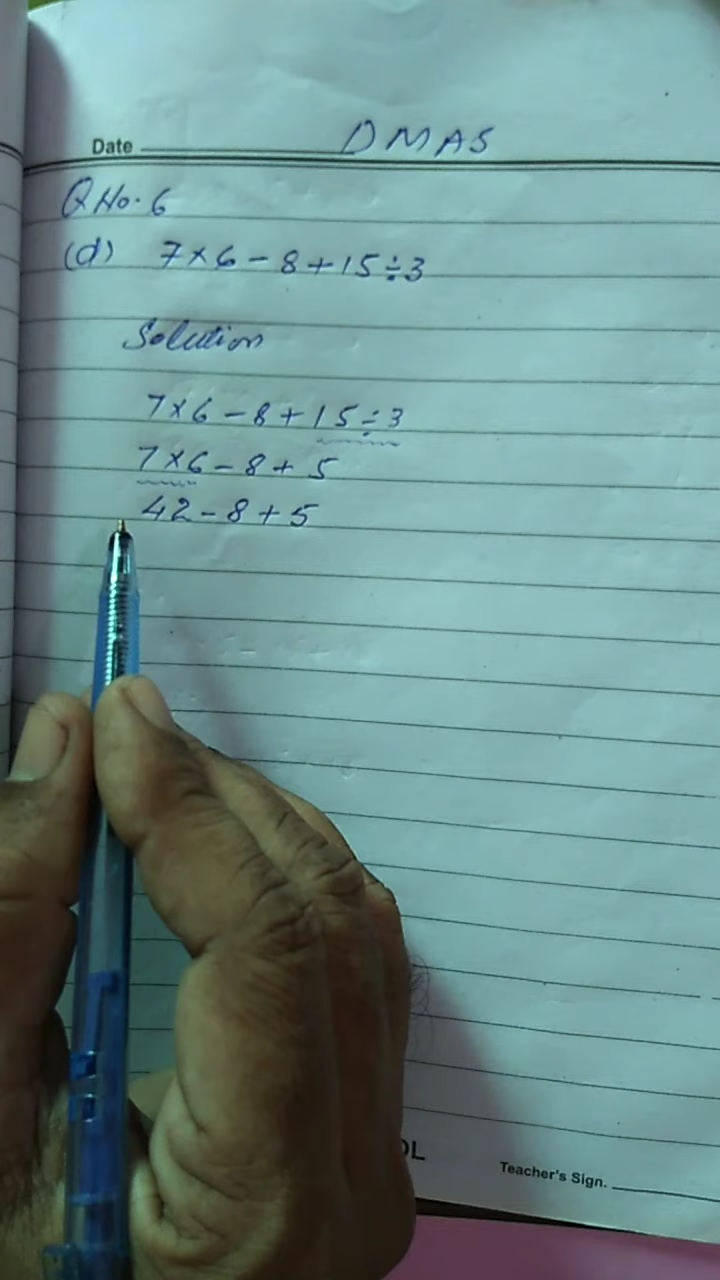 DMAS
Date
Q No. 6
(d) 7×6-8+15÷3
Solution
7×6-8+15÷3
7×6-8+5
42-8+5
OL
Teacher's Sign.